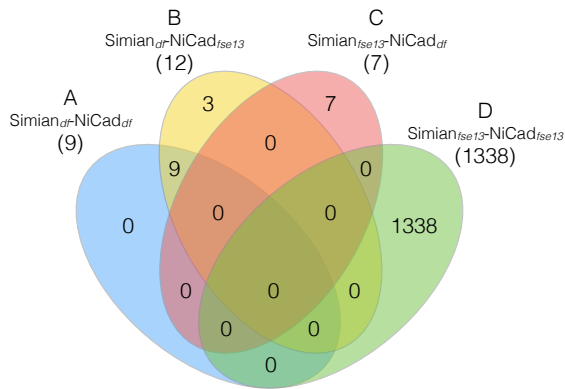 B
Simiandf-NiCadfse13
(12)
C
Simianfse13-NiCaddf
(7)
A
Simiandf-NiCaddf
(9)
D
Simianfse13-NiCadfse13
(1338)
3
7
0
9
0
0
0
0
1338
0
0
0
0
0
0